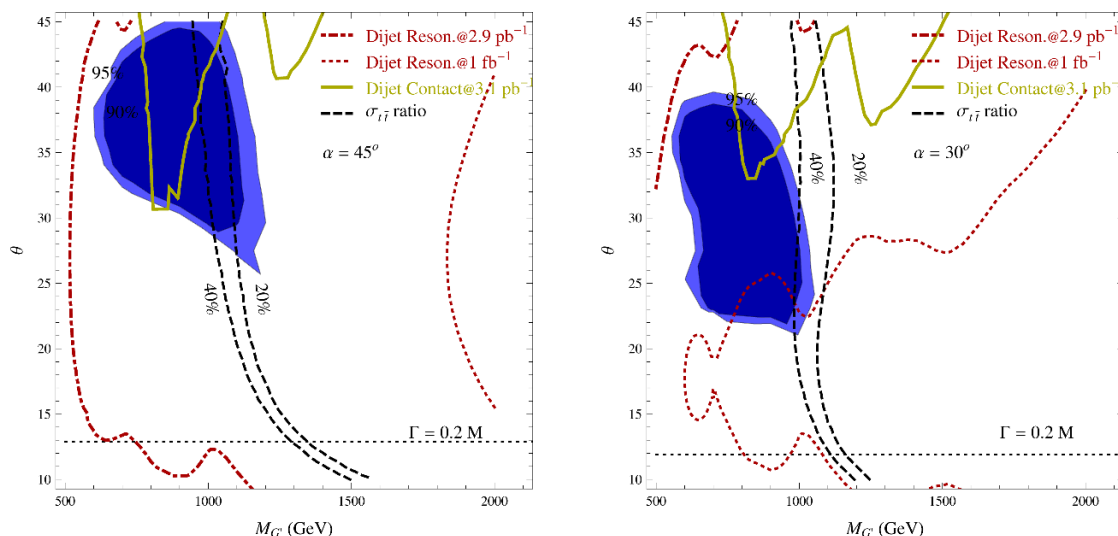 45
40
35
30
25
20
15
10
θ
500
1000
1500
2000
M_G' (GeV)
95%
90%
40%
20%
Dijet Reson.@2.9 pb⁻¹
Dijet Reson.@1 fb⁻¹
Dijet Contact@3.1 pb⁻¹
σ_{t t̄} ratio
α = 45°
Γ = 0.2 M
45
40
35
30
25
20
15
10
θ
500
1000
1500
2000
M_G' (GeV)
95%
90%
40%
20%
Dijet Reson.@2.9 pb⁻¹
Dijet Reson.@1 fb⁻¹
Dijet Contact@3.1 pb⁻¹
σ_{t t̄} ratio
α = 30°
Γ = 0.2 M